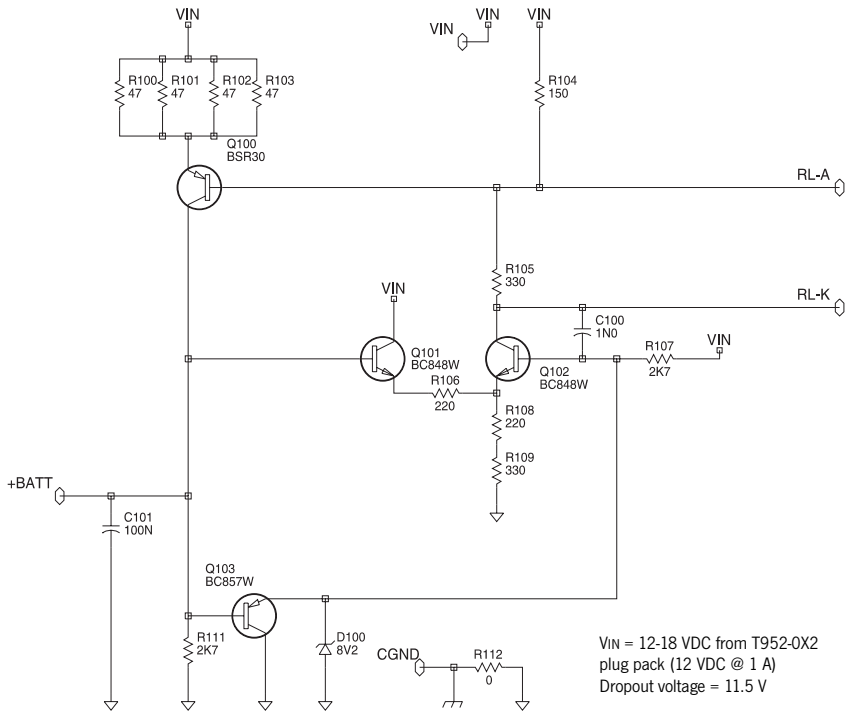 VIN
VIN
VIN
VIN
R100
47
R101
47
R102
47
R103
47
R104
150
Q100
BSR30
RL-A
R105
330
RL-K
VIN
C100
1N0
R107
2K7
VIN
Q101
BC848W
Q102
BC848W
R106
220
R108
220
R109
330
+BATT
C101
100N
Q103
BC857W
R111
2K7
D100
8V2
CGND
R112
0
VIN = 12-18 VDC from T952-0X2
plug pack (12 VDC @ 1 A)
Dropout voltage = 11.5 V